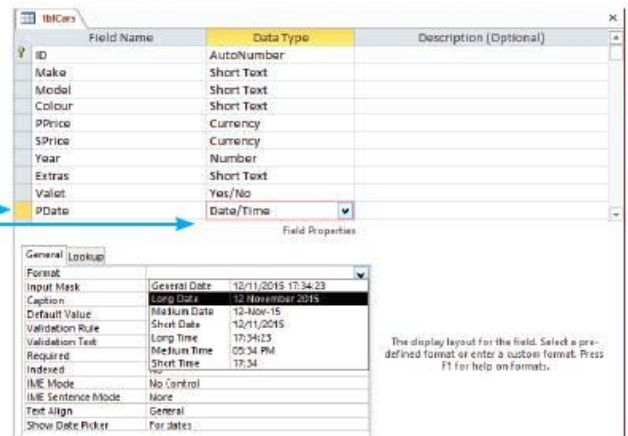 tblCars
Field Name Data Type Description (Optional)
ID AutoNumber
Make Short Text
Model Short Text
Colour Short Text
PPrice Currency
SPrice Currency
Year Number
Extras Short Text
Valet Yes/No
PDate Date/Time
Field Properties
General Lookup
Format
Input Mask General Date 12/11/2015 17:34:23
Caption Long Date 12 November 2015
Default Value Medium Date 12-Nov-15
Validation Rule Short Date 12/11/2015
Validation Text Long Time 17:34:23
Required Medium Time 05:34 PM
Indexed Short Time 17:34
IME Mode No Control
IME Sentence Mode None
Text Align General
Show Date Picker For dates
The display layout for the field. Select a pre-
defined format or enter a custom format. Press
F1 for help on formats.